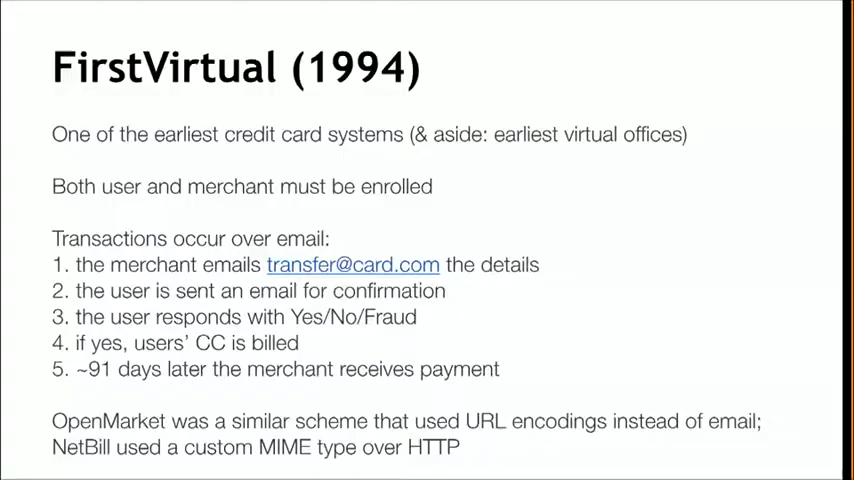 FirstVirtual (1994)
One of the earliest credit card systems (& aside: earliest virtual offices)
Both user and merchant must be enrolled
Transactions occur over email:
1. the merchant emails transfer@card.com the details
2. the user is sent an email for confirmation
3. the user responds with Yes/No/Fraud
4. if yes, users’ CC is billed
5. ~91 days later the merchant receives payment
OpenMarket was a similar scheme that used URL encodings instead of email;
NetBill used a custom MIME type over HTTP